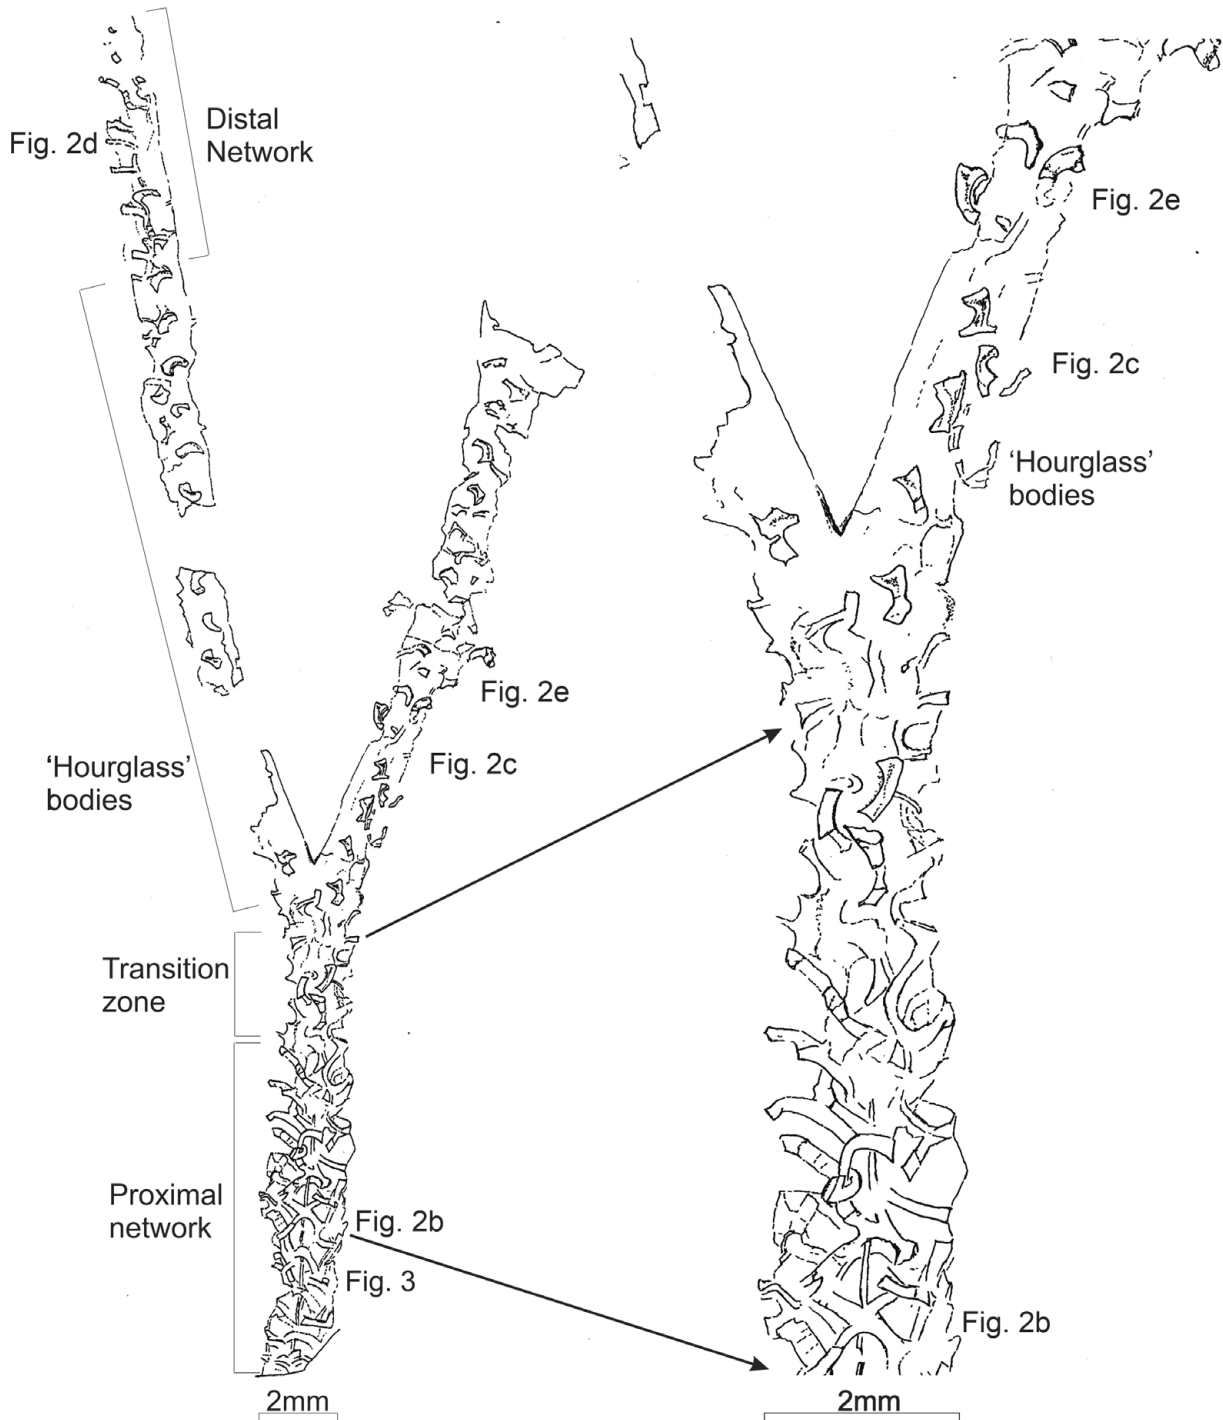 Distal
Network
Fig. 2d
Fig. 2e
Fig. 2c
'Hourglass'
bodies
Fig. 2e
Fig. 2c
'Hourglass'
bodies
Transition
zone
Proximal
network
Fig. 2b
Fig. 3
Fig. 2b
2mm
2mm